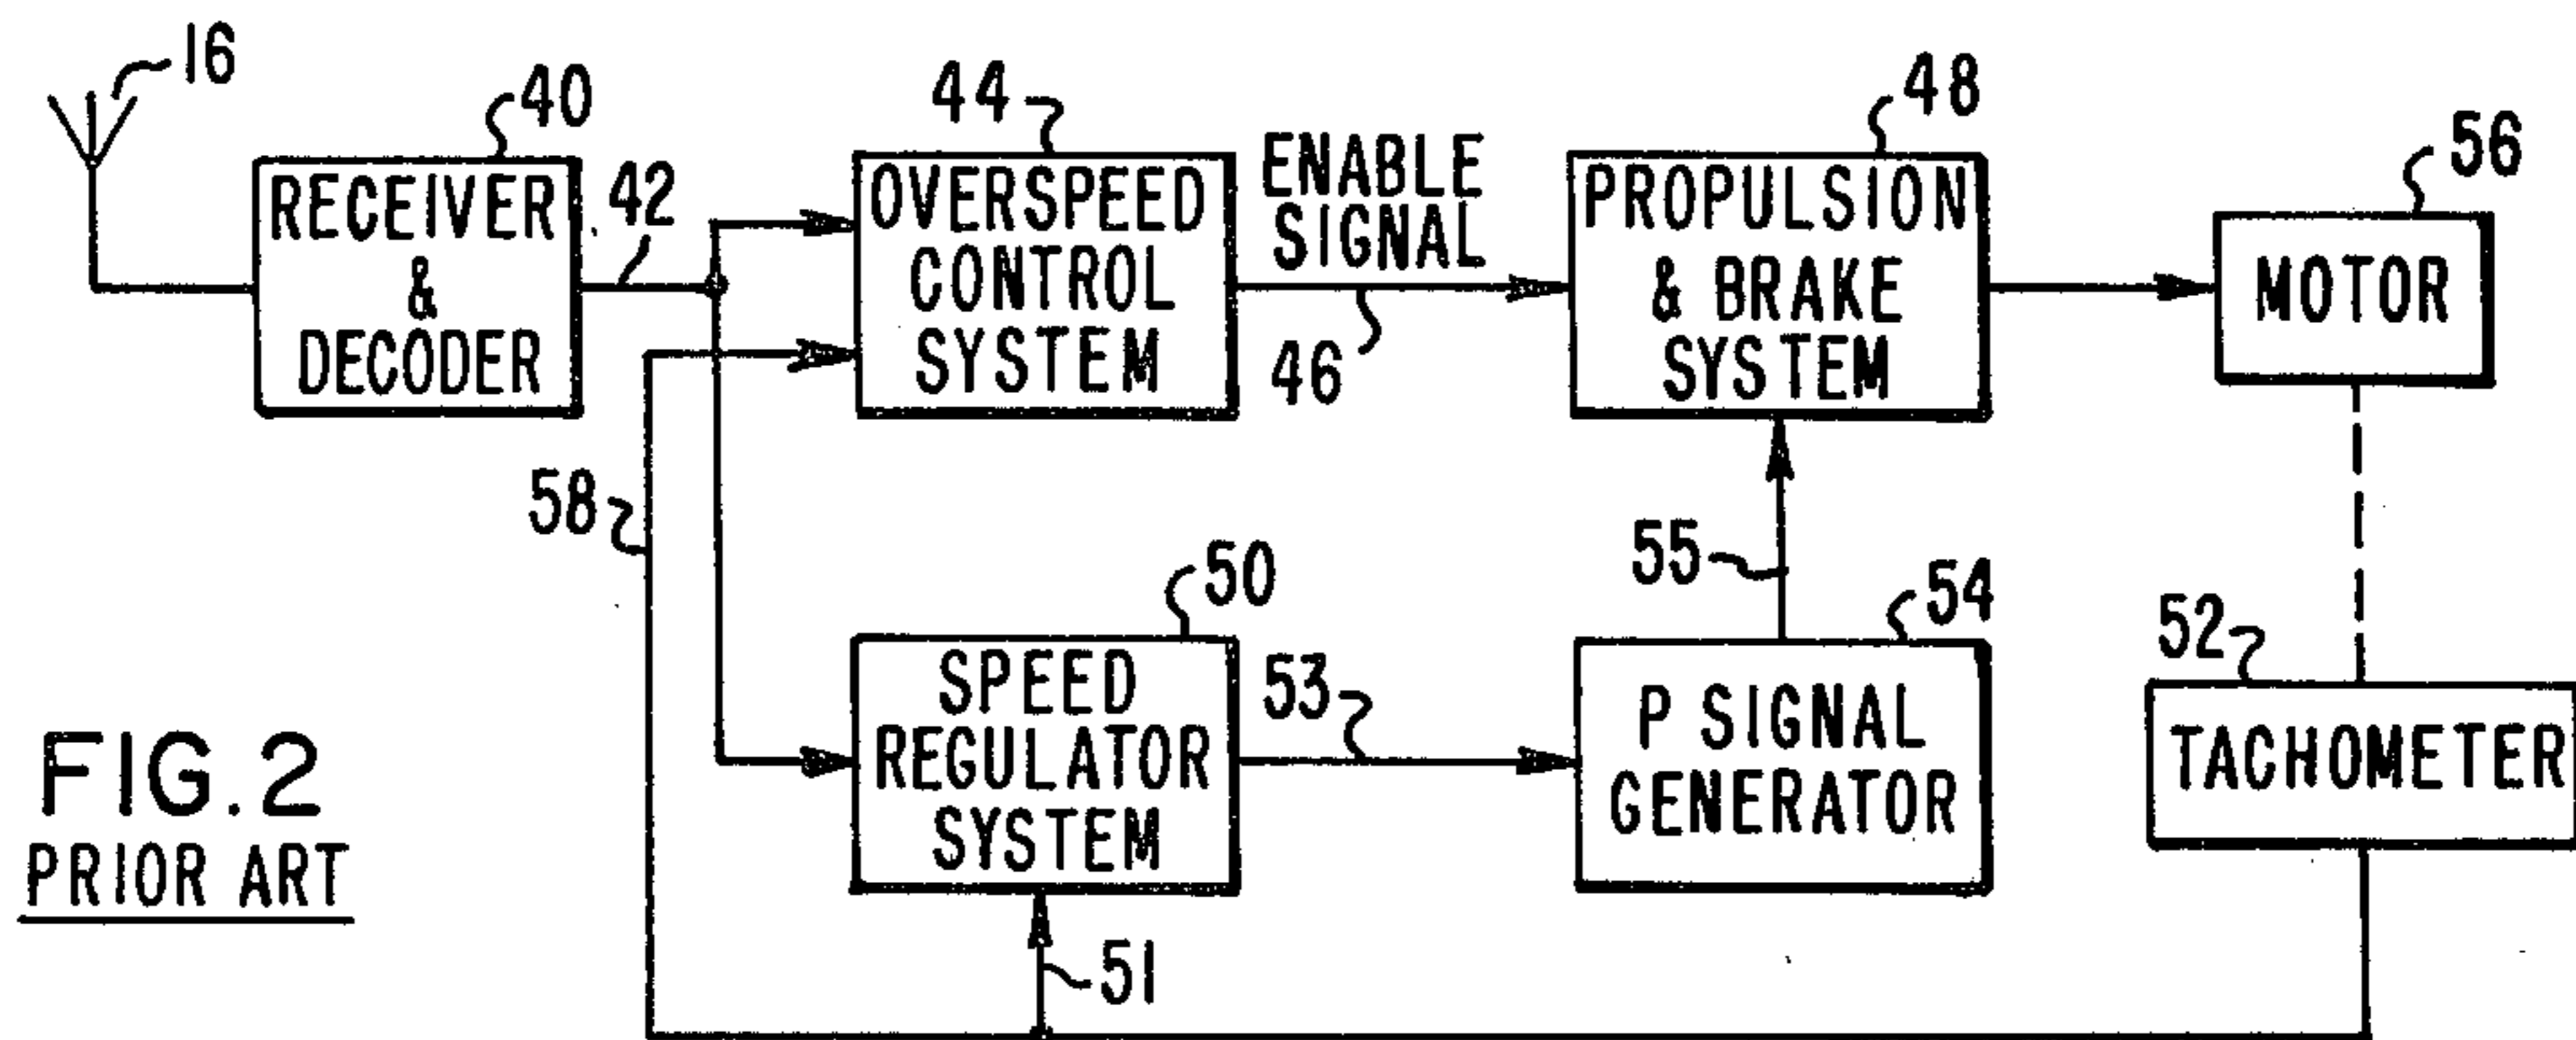 16
40
RECEIVER
&
DECODER
42
44
OVERSPEED
CONTROL
SYSTEM
ENABLE
SIGNAL
46
48
PROPULSION
& BRAKE
SYSTEM
56
MOTOR
58
50
SPEED
REGULATOR
SYSTEM
51
53
55
54
P SIGNAL
GENERATOR
52
TACHOMETER
FIG. 2
PRIOR ART